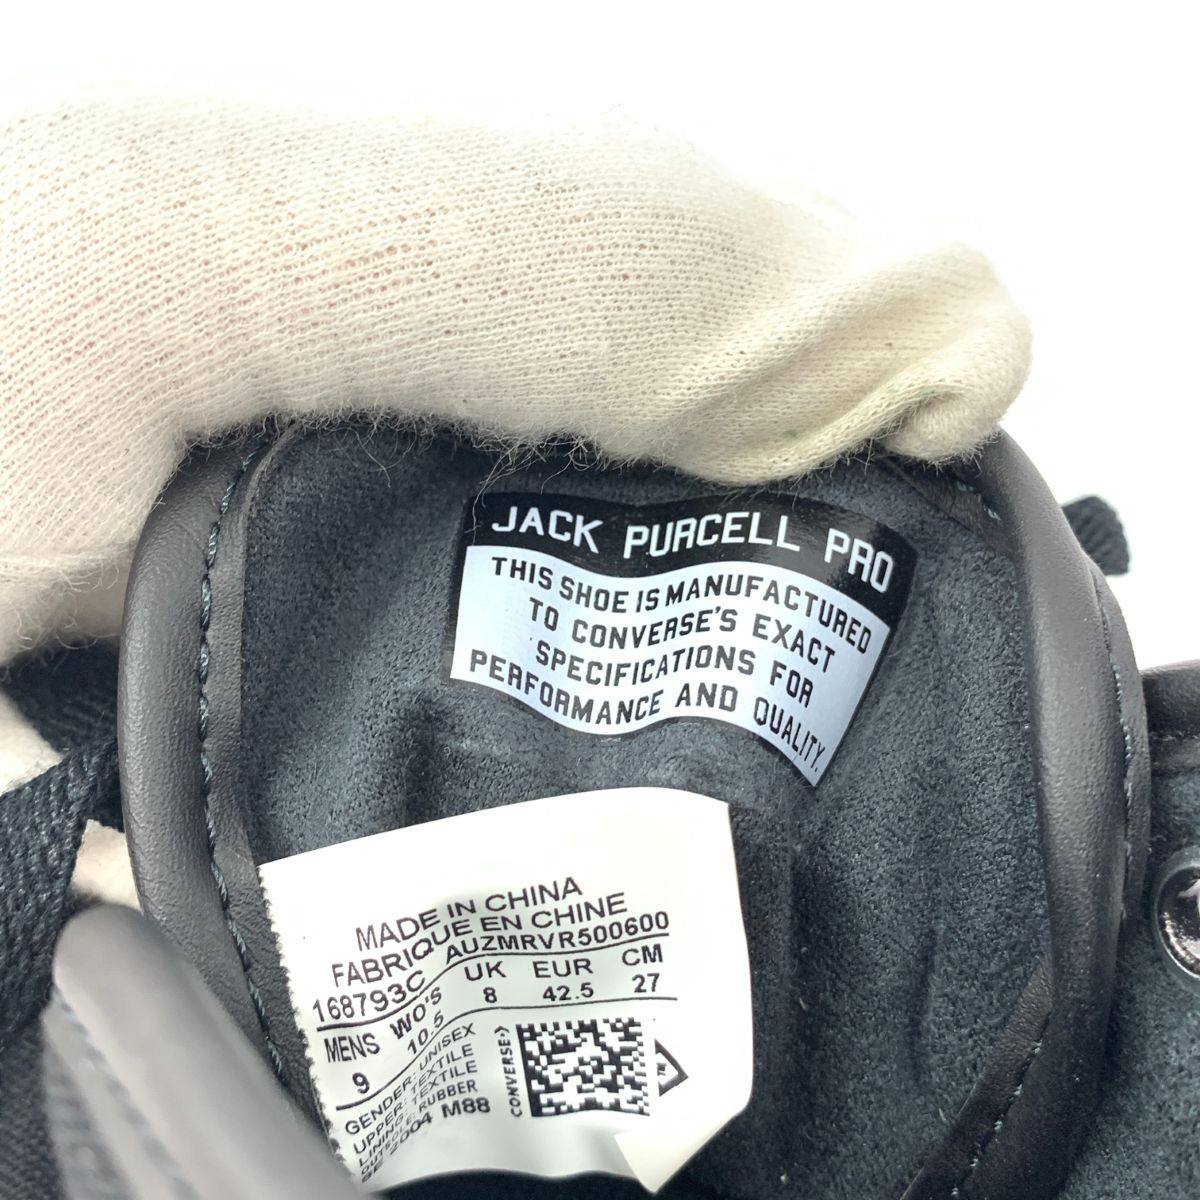 JACK PURCELL PRO
THIS SHOE IS MANUFACTURED
TO CONVERSE'S EXACT
SPECIFICATIONS FOR
PERFORMANCE AND QUALITY.
MADE IN CHINA
FABRIQUE EN CHINE
168793C AUZMRVR500600
MENS WO'S UK EUR CM
9 10.5 8 42.5 27
GENDER: UNISEX
UPPER: TEXTILE
LINING: TEXTILE
OUTSOLE: RUBBER
SE 2004 M88
CONVERSE